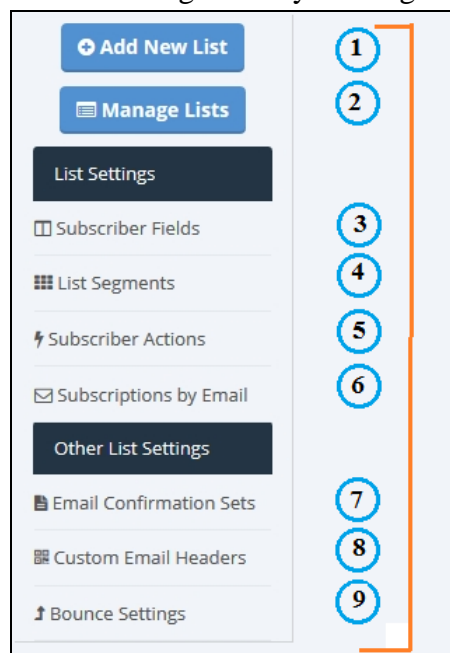 Add New List 1
Manage Lists 2
List Settings
Subscriber Fields 3
List Segments 4
Subscriber Actions 5
Subscriptions by Email 6
Other List Settings
Email Confirmation Sets 7
Custom Email Headers 8
Bounce Settings 9